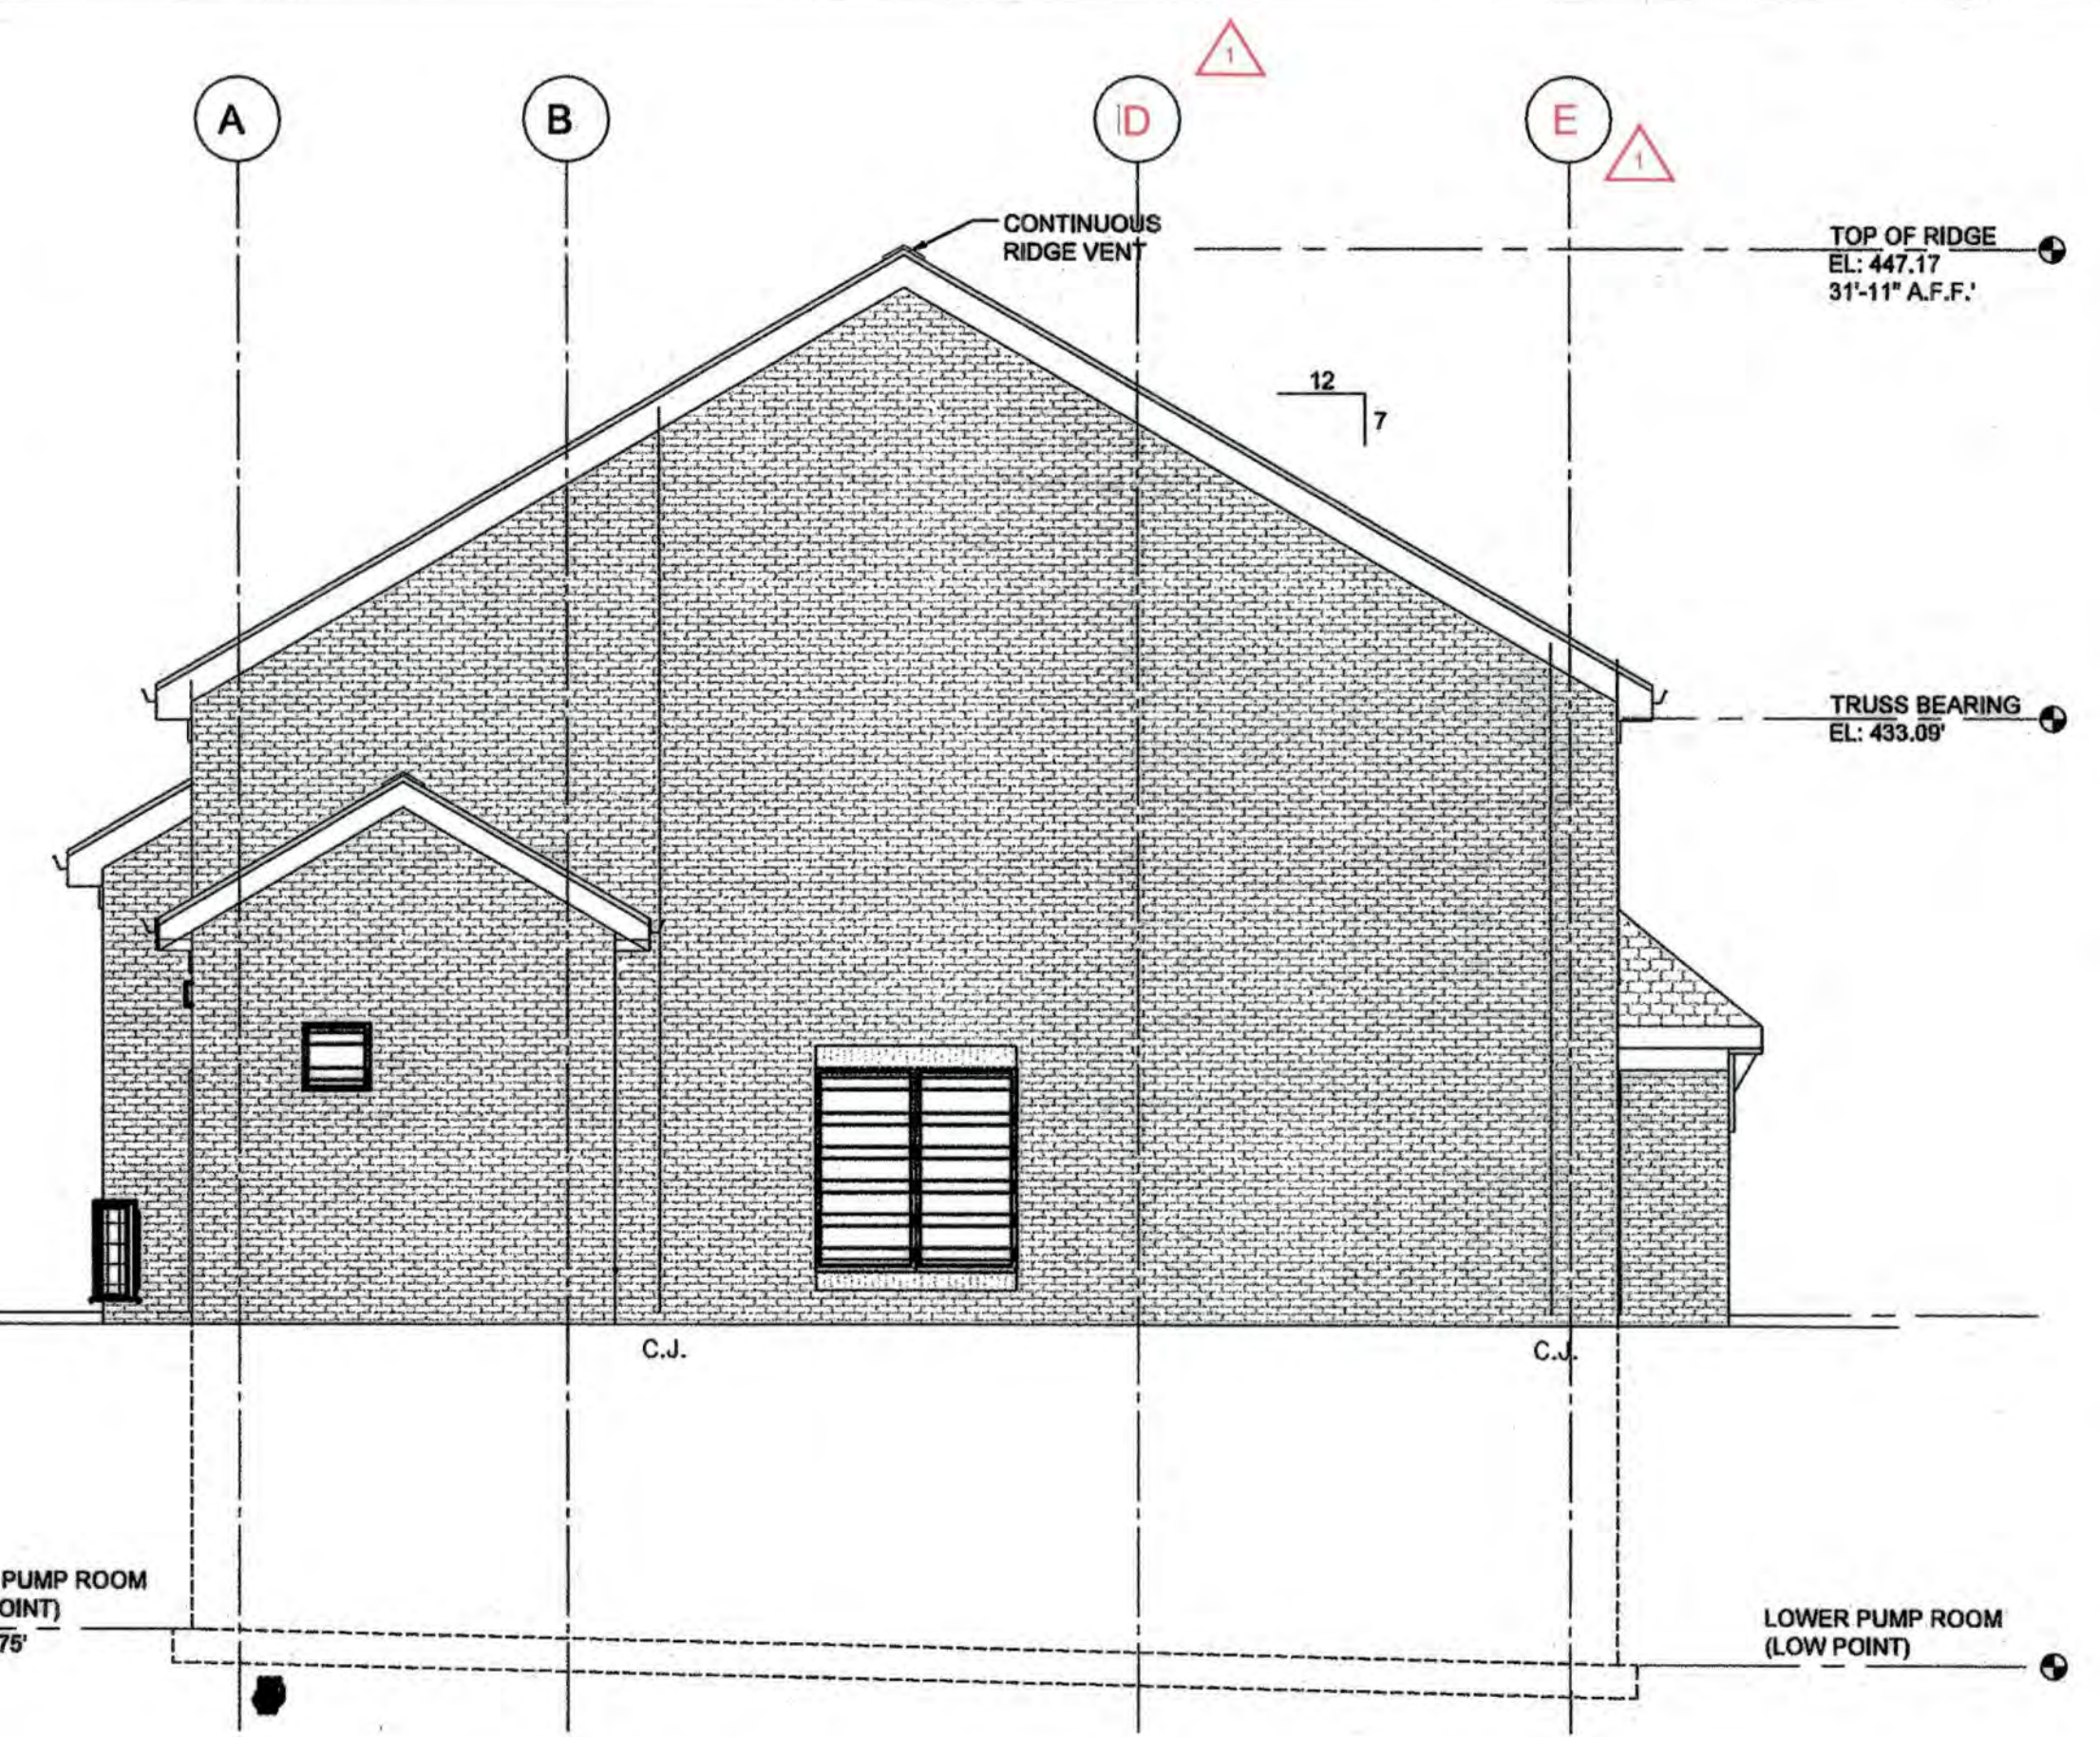 1
A
B
D
E
1
CONTINUOUS
RIDGE VENT
TOP OF RIDGE
EL: 447.17
31'-11" A.F.F.'
12
7
TRUSS BEARING
EL: 433.09'
C.J.
C.J.
PUMP ROOM
OINT)
75'
LOWER PUMP ROOM
(LOW POINT)